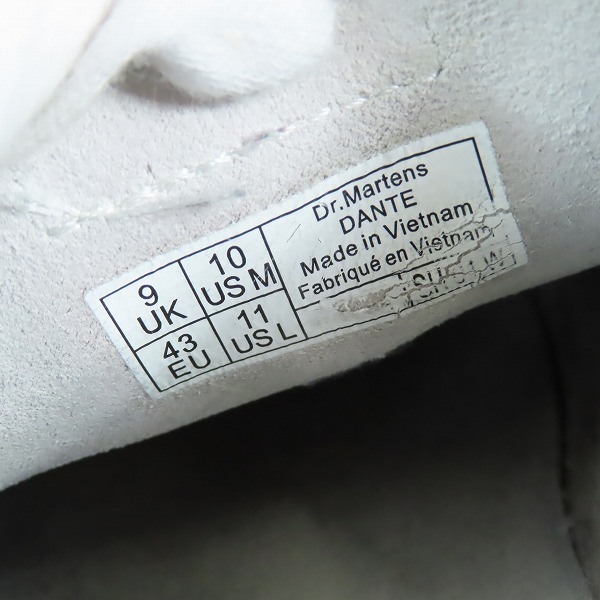 9
UK
10
US M
43
EU
11
US L
Dr.Martens
DANTE
Made in Vietnam
Fabriqué en Vietnam